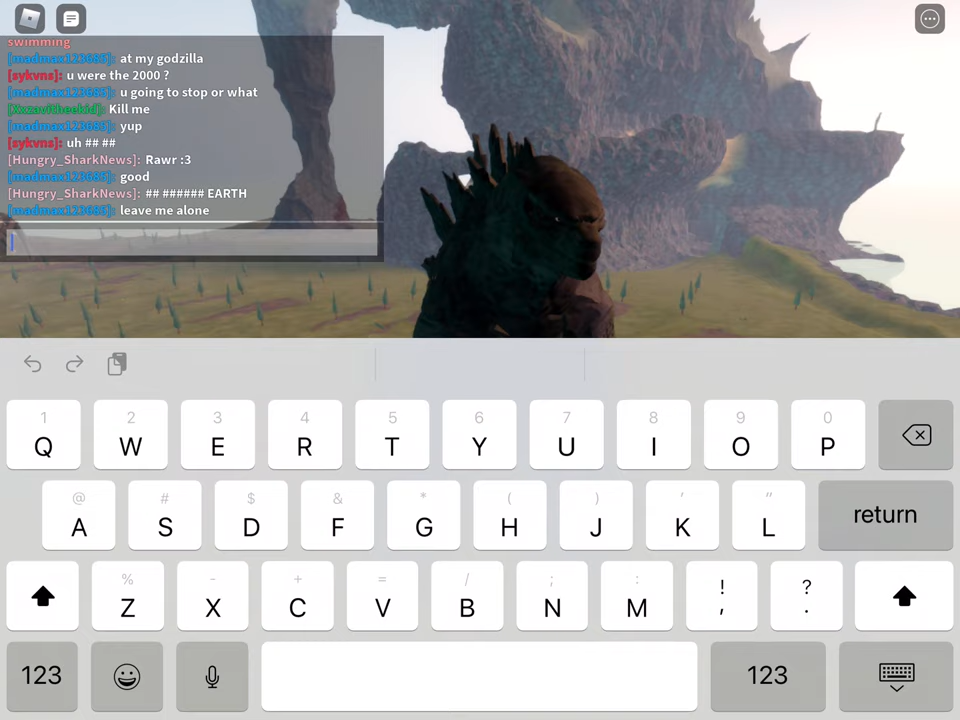 swimming
[madmax123685]: at my godzilla
[sykvns]: u were the 2000 ?
[madmax123685]: u going to stop or what
[Xxzavitheekid]: Kill me
[madmax123685]: yup
[sykvns]: uh ## ##
[Hungry_SharkNews]: Rawr :3
[madmax123685]: good
[Hungry_SharkNews]: ## ###### EARTH
[madmax123685]: leave me alone
1 2 3 4 5 6 7 8 9 0
Q W E R T Y U I O P
@ # $ & * ( ) ' "
A S D F G H J K L return
% - + = / ; : ! ?
Z X C V B N M , .
123 123